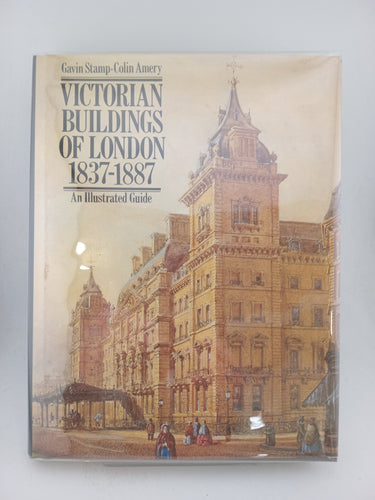 Gavin Stamp-Colin Amery
VICTORIAN
BUILDINGS
OF LONDON
1837-1887
An Illustrated Guide